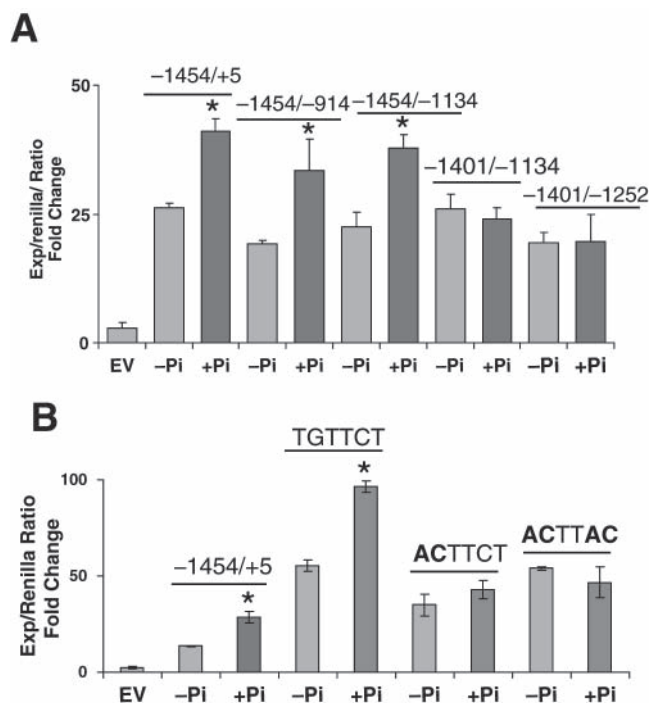 A
Exp/renilla/ Ratio
Fold Change
50
25
0
−1454/+5
−1454/−914
−1454/−1134
−1401/−1134
−1401/−1252
* * *
EV −Pi +Pi −Pi +Pi −Pi +Pi −Pi +Pi −Pi +Pi
B
Exp/Renilla Ratio
Fold Change
100
50
0
TGTTCT
−1454/+5
ACTTCT
ACTTAC
* *
EV −Pi +Pi −Pi +Pi −Pi +Pi −Pi +Pi